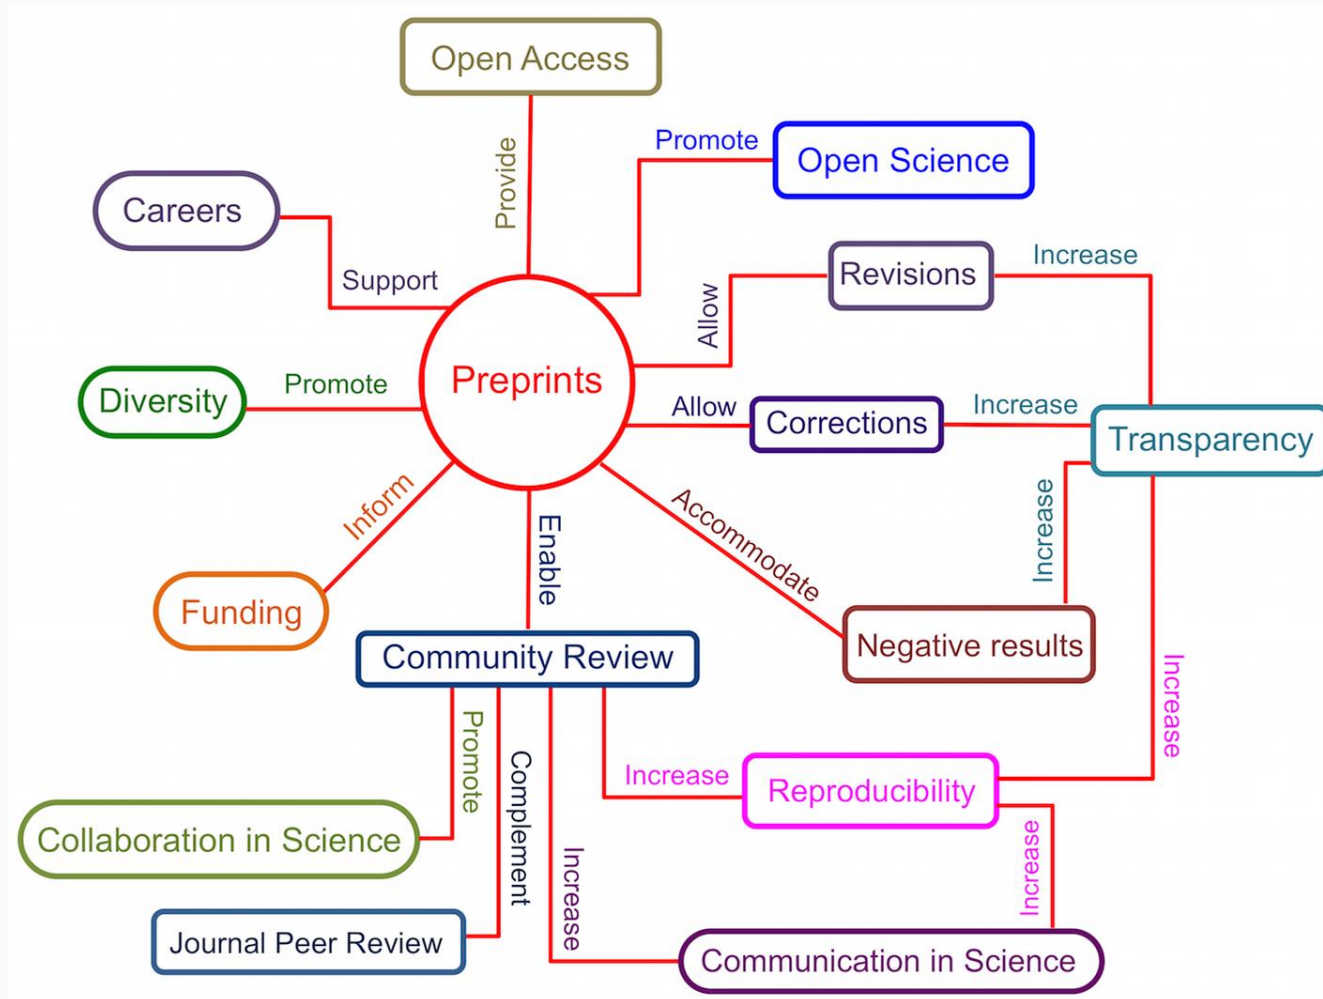 Open Access
Provide
Promote
Open Science
Careers
Support
Allow
Revisions
Increase
Preprints
Diversity
Promote
Allow
Corrections
Increase
Transparency
Inform
Funding
Enable
Accommodate
Increase
Negative results
Community Review
Increase
Promote
Complement
Increase
Increase
Reproducibility
Collaboration in Science
Increase
Journal Peer Review
Communication in Science